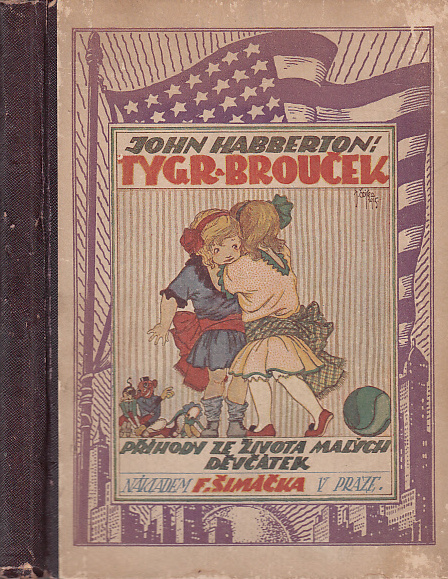 JOHN HABBERTON:
TYGR-BROUČEK
PŘÍHODY ZE ŽIVOTA MALÝCH
DĚVČÁTEK
NÁKLADEM F. ŠIMÁČKA V PRAZE.